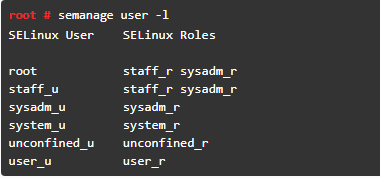 root # semanage user -l
SELinux User    SELinux Roles
root            staff_r sysadm_r
staff_u         staff_r sysadm_r
sysadm_u        sysadm_r
system_u        system_r
unconfined_u    unconfined_r
user_u          user_r